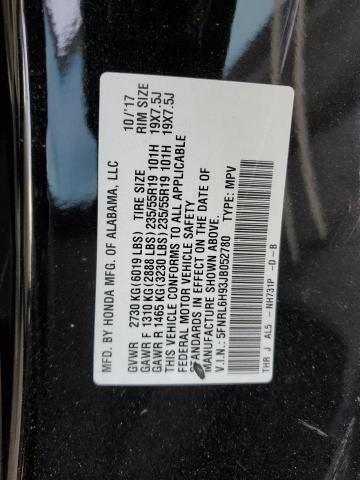 MFD. BY HONDA MFG. OF ALABAMA, LLC 10/'17
GVWR 2730 KG(6019 LBS) TIRE SIZE RIM SIZE
GAWR F 1310 KG(2888 LBS) 235/55R19 101H 19X7.5J
GAWR R 1465 KG(3230 LBS) 235/55R19 101H 19X7.5J
THIS VEHICLE CONFORMS TO ALL APPLICABLE
FEDERAL MOTOR VEHICLE SAFETY
STANDARDS IN EFFECT ON THE DATE OF
MANUFACTURE SHOWN ABOVE.
V.I.N.: 5FNRL6H93JB052780 TYPE: MPV
THR J AL5 - NH731P -D -B